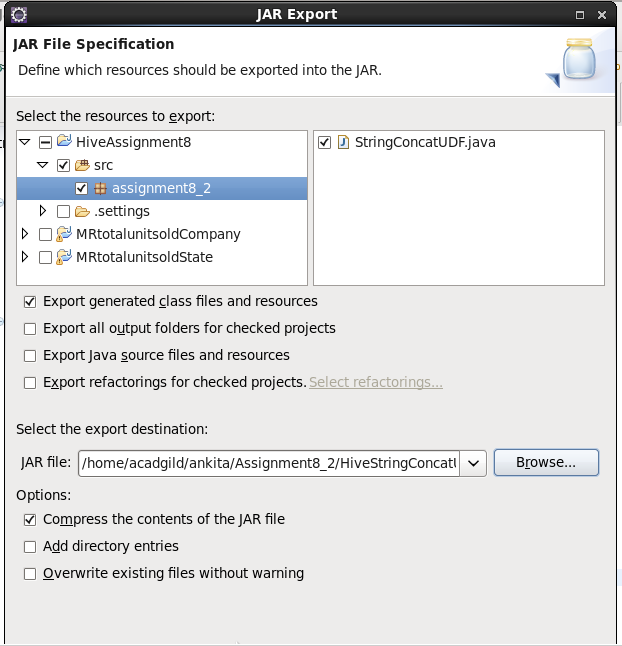 JAR Export
JAR File Specification
Define which resources should be exported into the JAR.
Select the resources to export:
HiveAssignment8
src
assignment8_2
.settings
MRtotalunitsoldCompany
MRtotalunitsoldState
StringConcatUDF.java
Export generated class files and resources
Export all output folders for checked projects
Export Java source files and resources
Export refactorings for checked projects. Select refactorings...
Select the export destination:
JAR file: /home/acadgild/ankita/Assignment8_2/HiveStringConcatU Browse...
Options:
Compress the contents of the JAR file
Add directory entries
Overwrite existing files without warning